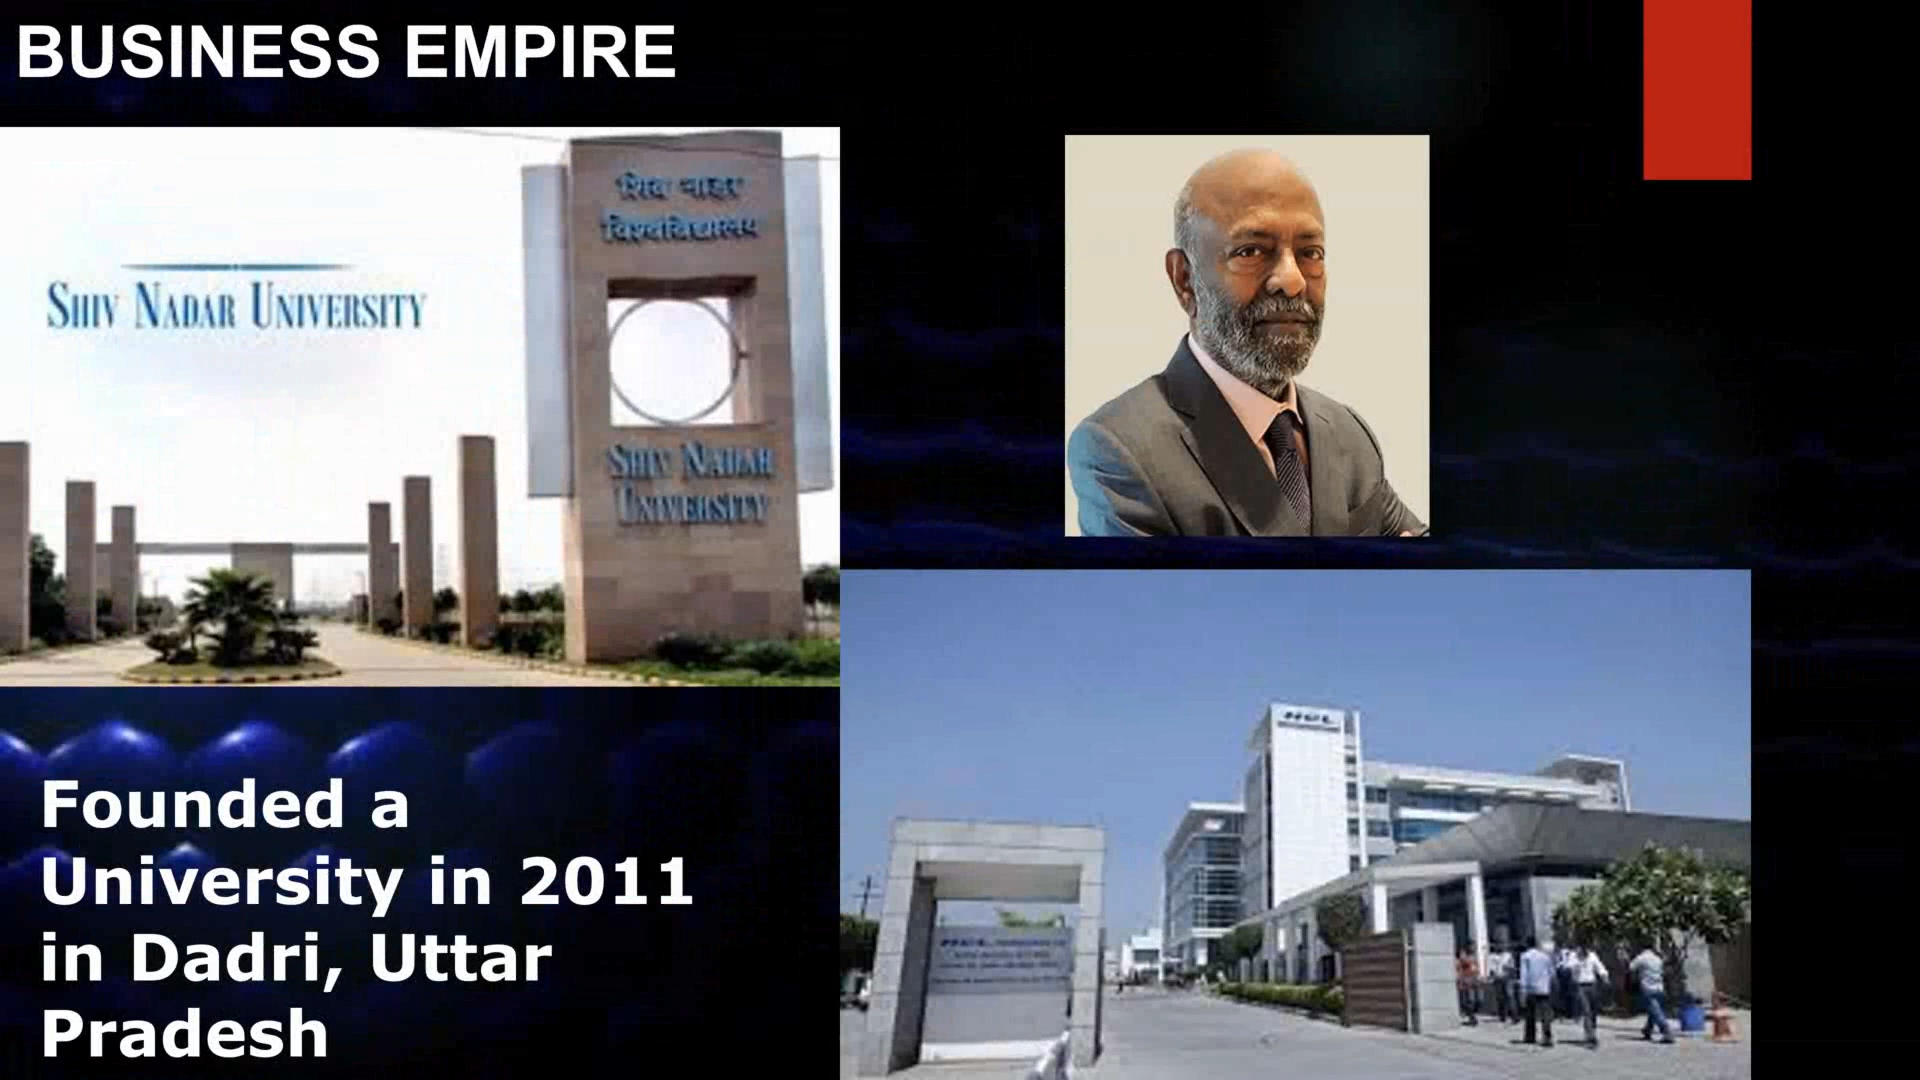 BUSINESS EMPIRE
शिव नाडर
विश्वविद्यालय
SHIV NADAR UNIVERSITY
SHIV NADAR
UNIVERSITY
HCL
Founded a
University in 2011
in Dadri, Uttar
Pradesh
HCL